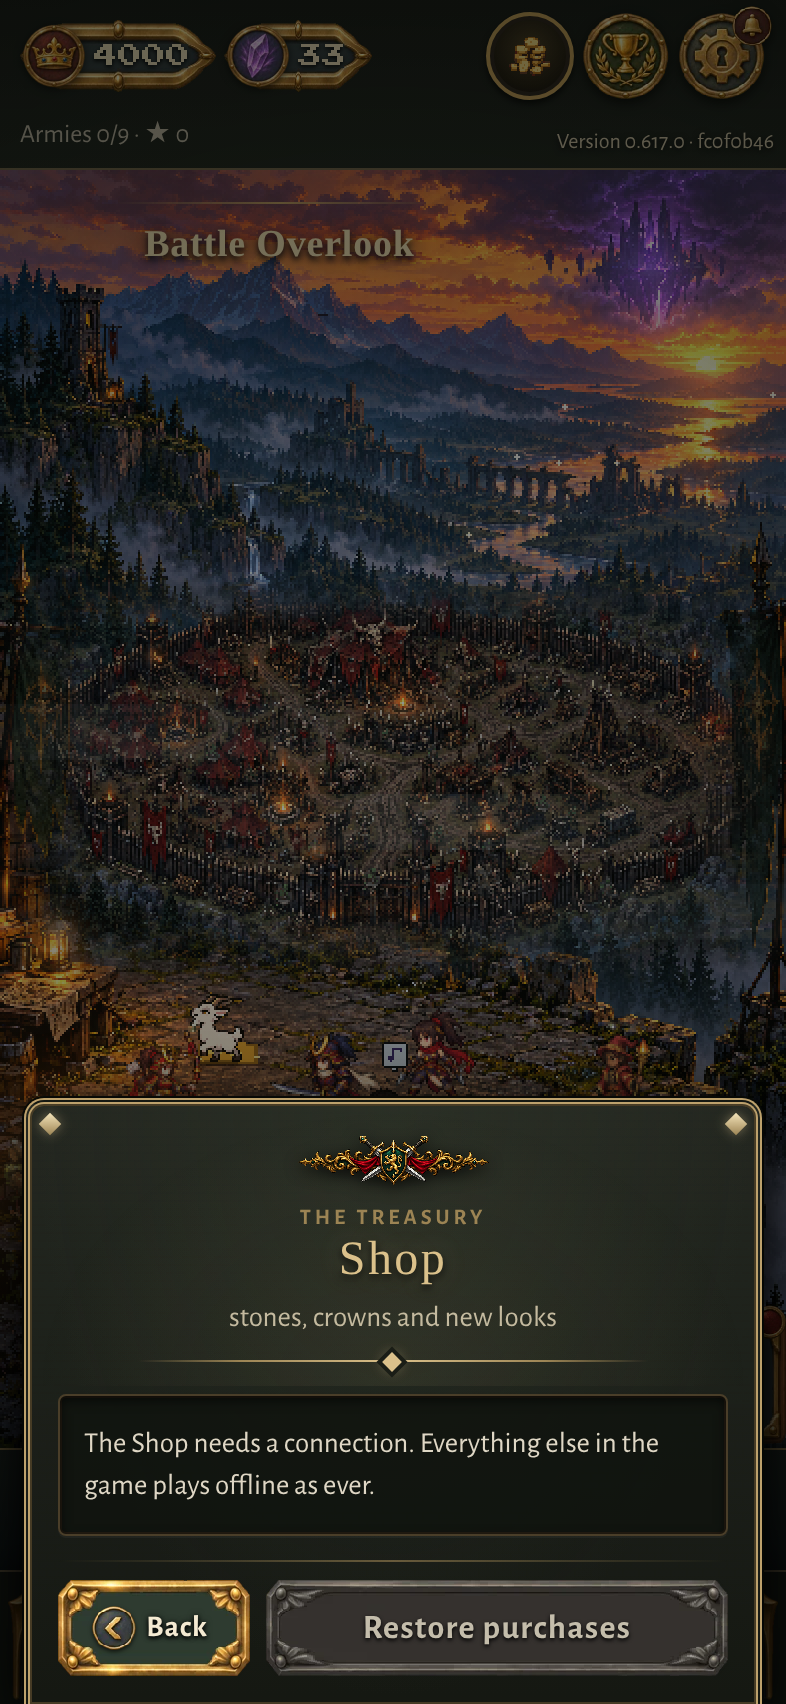 4000
33
Armies 0/9 · ★ 0
Version 0.617.0 · fc0f0b46
Battle Overlook
THE TREASURY
Shop
stones, crowns and new looks
The Shop needs a connection. Everything else in the
game plays offline as ever.
Back
Restore purchases